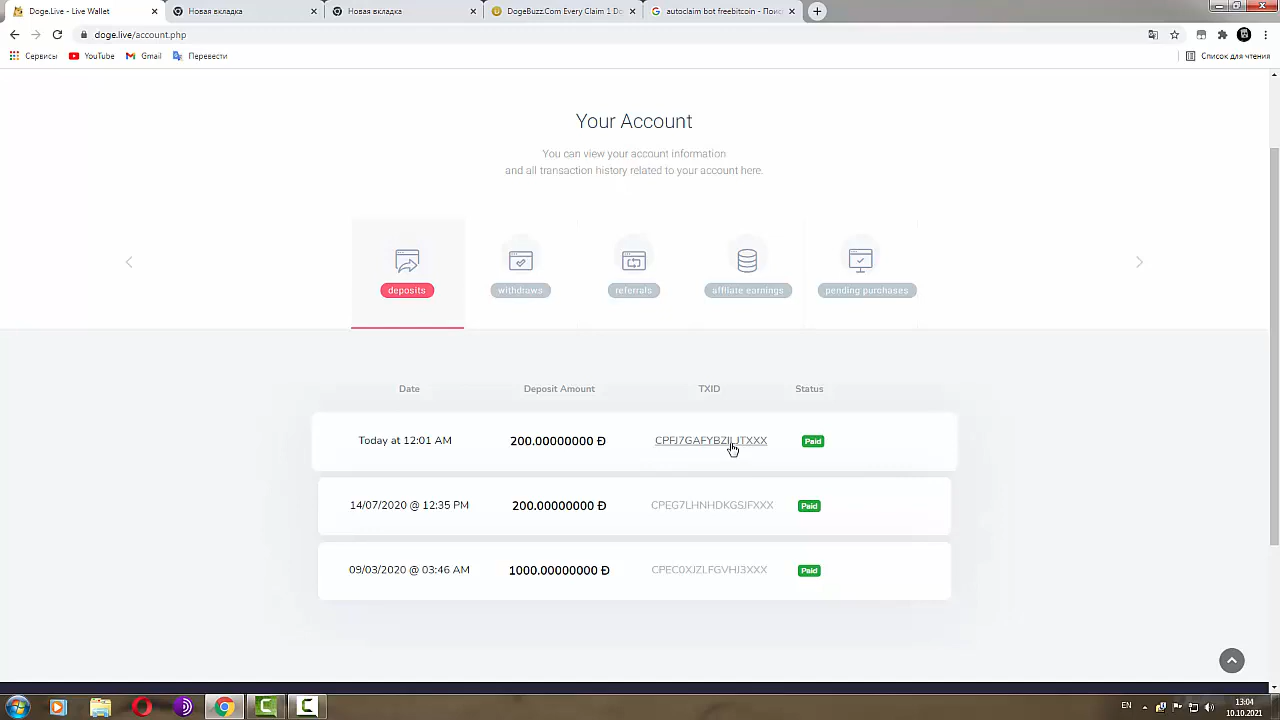 Doge.Live - Live Wallet
Новая вкладка
Новая вкладка
DogeBuzz.Com Every Claim 1 Do
autoclaim bot freebitcoin - Поис
doge.live/account.php
Сервисы
YouTube
Gmail
Перевести
Список для чтения
Your Account
You can view your account information
and all transaction history related to your account here.
deposits
withdraws
referrals
affliate earnings
pending purchases
Date Deposit Amount TXID Status
Today at 12:01 AM 200.00000000 Đ Paid
14/07/2020 @ 12:35 PM 200.00000000 Đ CPEG7LHNHDKGSJFXXX Paid
09/03/2020 @ 03:46 AM 1000.00000000 Đ CPEC0XJZLFGVHJ3XXX Paid
EN
13:04
10.10.2021